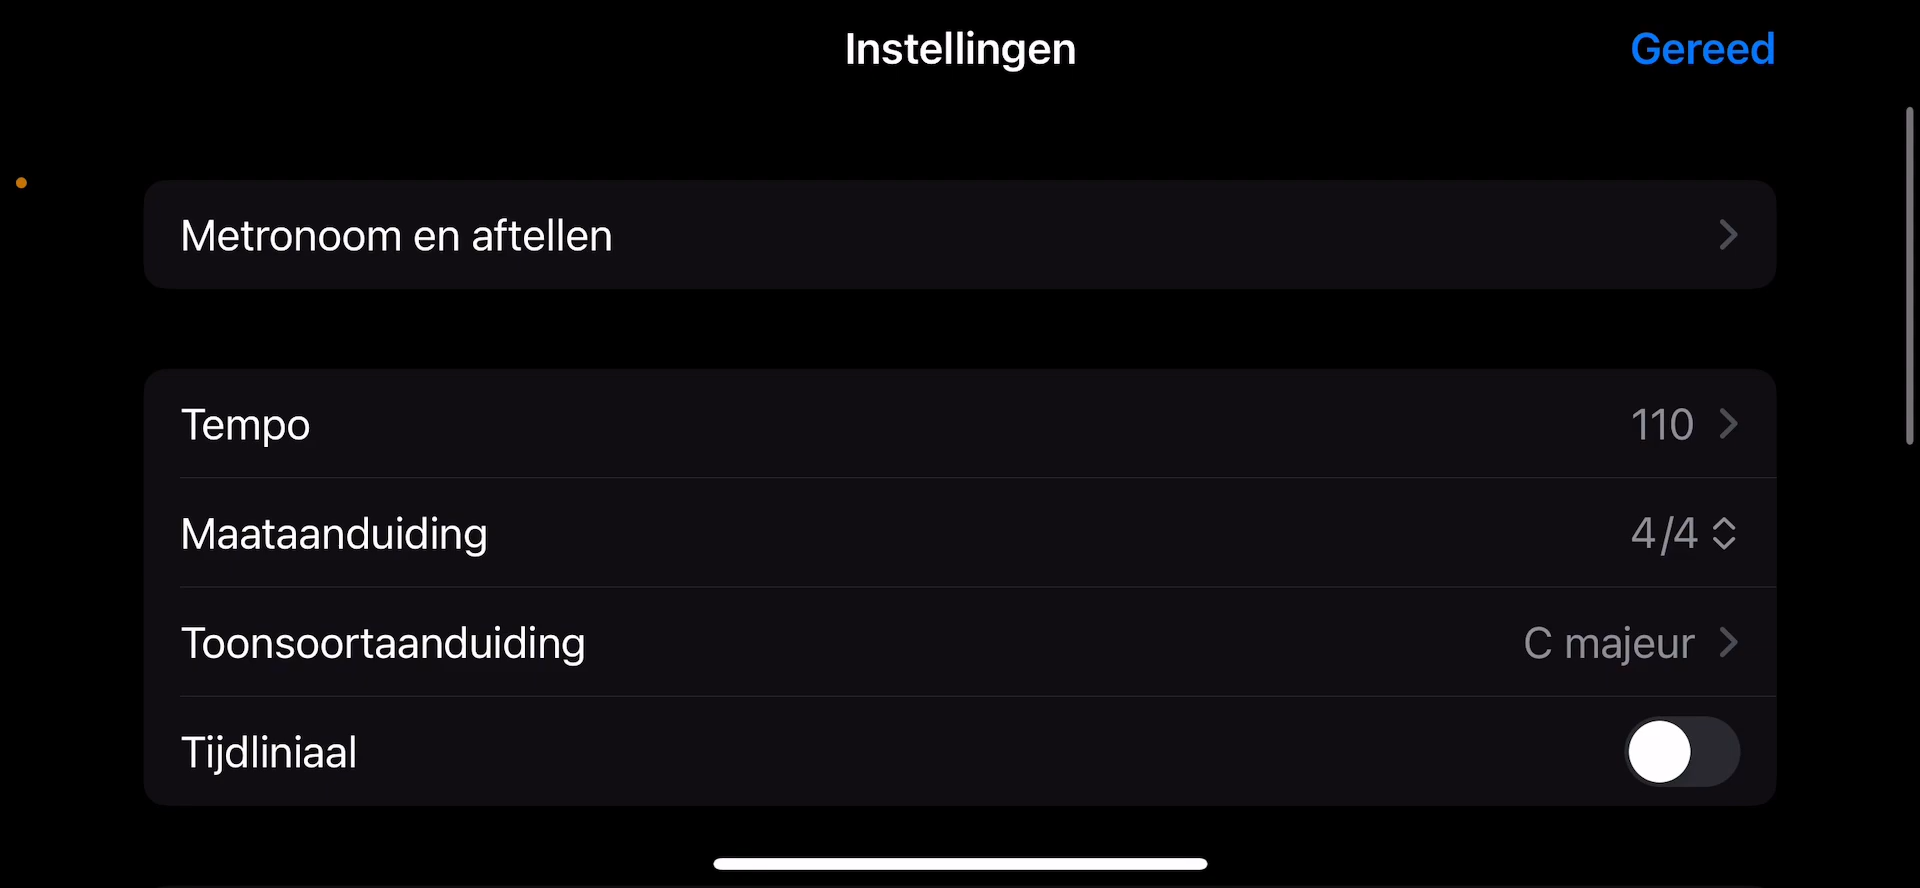 Instellingen
Gereed
Metronoom en aftellen
Tempo 110
Maataanduiding 4/4
Toonsoortaanduiding C majeur
Tijdliniaal